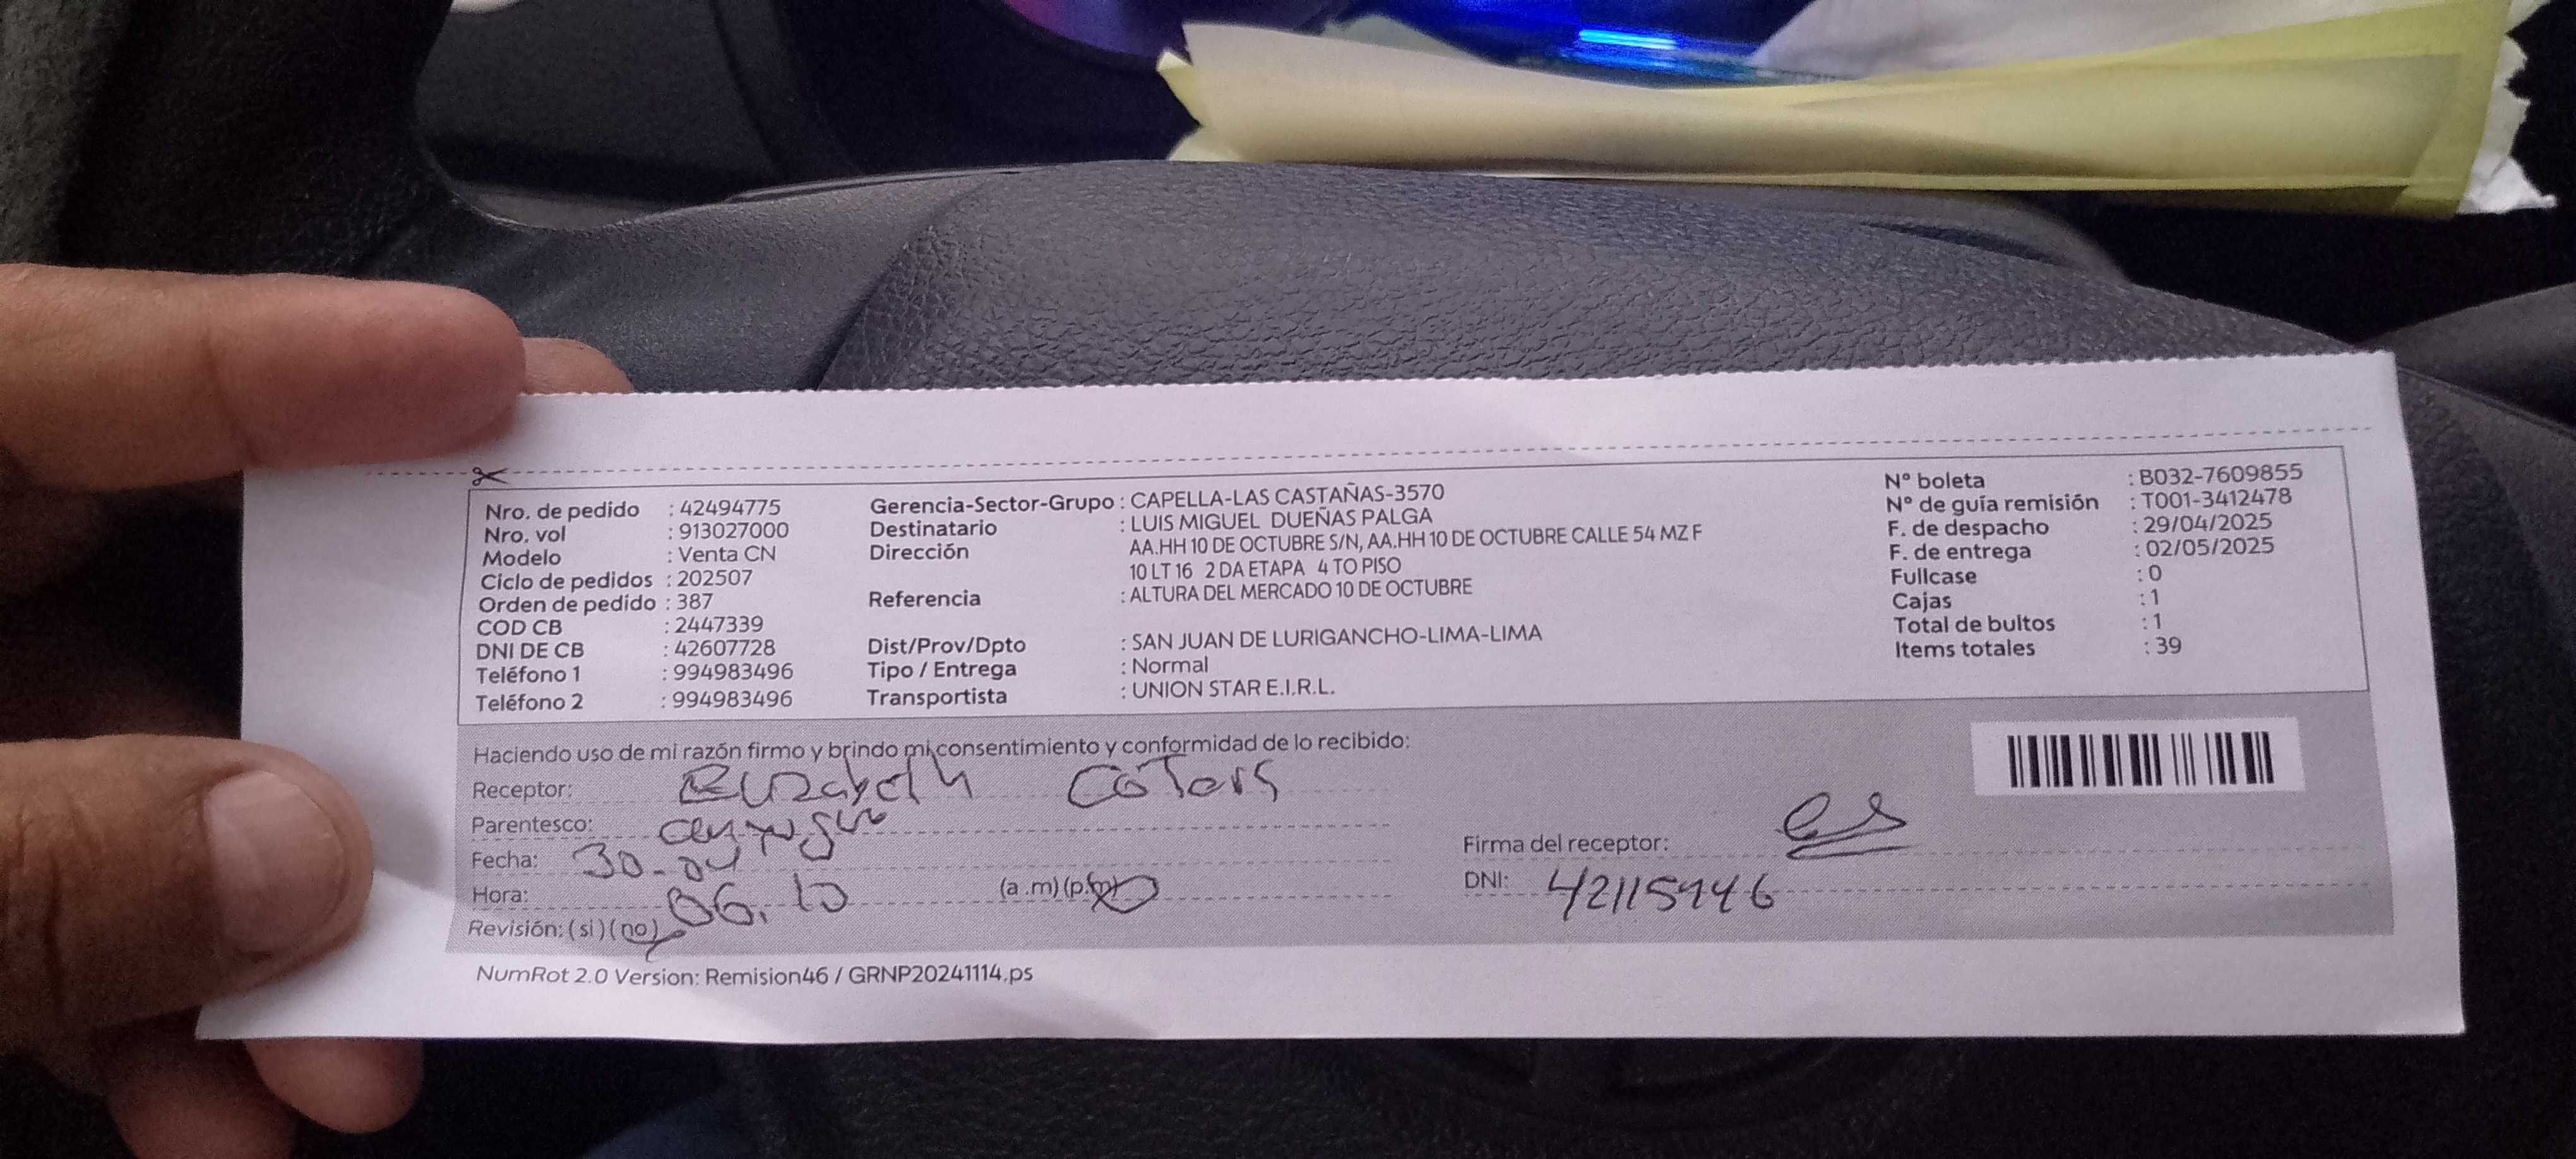 Nro. de pedido : 42494775
Nro. vol : 913027000
Modelo : Venta CN
Ciclo de pedidos : 202507
Orden de pedido : 387
COD CB : 2447339
DNI DE CB : 42607728
Teléfono 1 : 994983496
Teléfono 2 : 994983496
Gerencia-Sector-Grupo : CAPELLA-LAS CASTAÑAS-3570
Destinatario : LUIS MIGUEL DUEÑAS PALGA
Dirección AA.HH 10 DE OCTUBRE S/N, AA.HH 10 DE OCTUBRE CALLE 54 MZ F
10 LT 16 2 DA ETAPA 4 TO PISO
Referencia : ALTURA DEL MERCADO 10 DE OCTUBRE
Dist/Prov/Dpto : SAN JUAN DE LURIGANCHO-LIMA-LIMA
Tipo / Entrega : Normal
Transportista : UNION STAR E.I.R.L.
N° boleta : B032-7609855
N° de guía remisión : T001-3412478
F. de despacho : 29/04/2025
F. de entrega : 02/05/2025
Fullcase : 0
Cajas : 1
Total de bultos : 1
Items totales : 39
Haciendo uso de mi razón firmo y brindo mi consentimiento y conformidad de lo recibido:
Receptor: Elizabeth
Parentesco:
Fecha: 30-04
Hora: 06.10 (a.m) (p.m)
Revisión: (si) (no)
Firma del receptor:
DNI:
NumRot 2.0 Version: Remision46 / GRNP20241114.ps